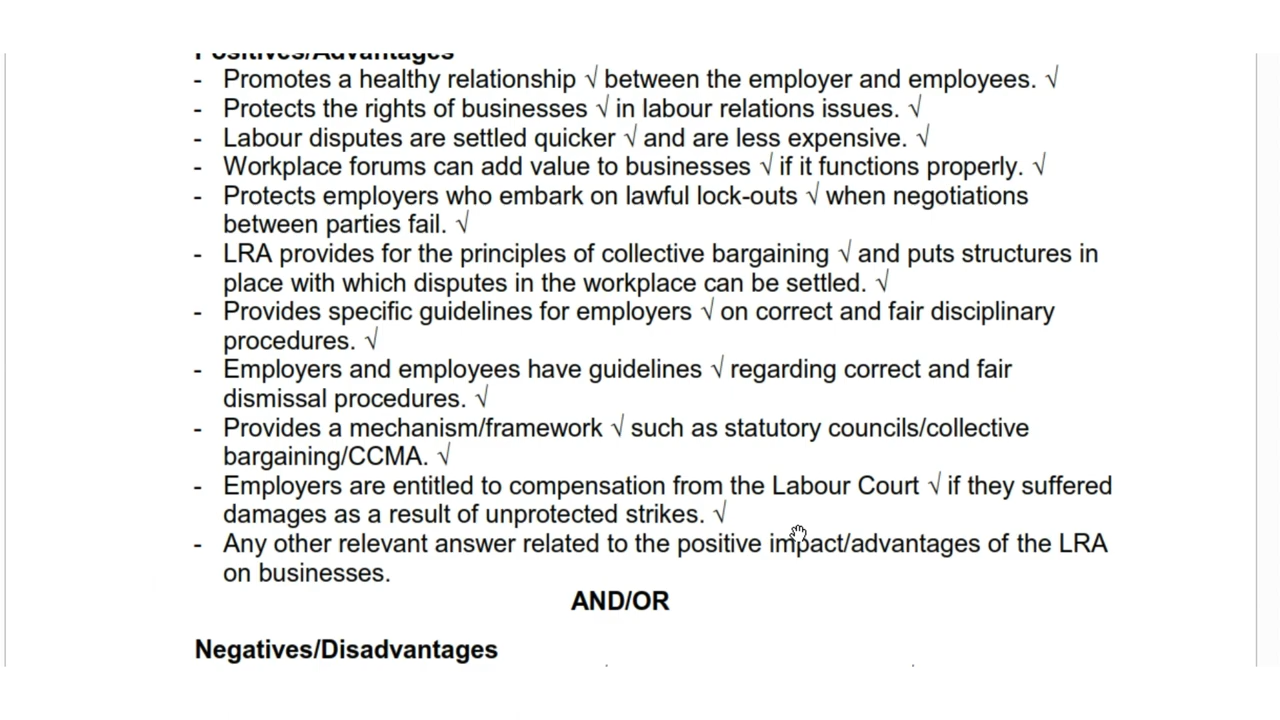 Positives/Advantages
- Promotes a healthy relationship √ between the employer and employees. √
- Protects the rights of businesses √ in labour relations issues. √
- Labour disputes are settled quicker √ and are less expensive. √
- Workplace forums can add value to businesses √ if it functions properly. √
- Protects employers who embark on lawful lock-outs √ when negotiations
between parties fail. √
- LRA provides for the principles of collective bargaining √ and puts structures in
place with which disputes in the workplace can be settled. √
- Provides specific guidelines for employers √ on correct and fair disciplinary
procedures. √
- Employers and employees have guidelines √ regarding correct and fair
dismissal procedures. √
- Provides a mechanism/framework √ such as statutory councils/collective
bargaining/CCMA. √
- Employers are entitled to compensation from the Labour Court √ if they suffered
damages as a result of unprotected strikes. √
- Any other relevant answer related to the positive impact/advantages of the LRA
on businesses.
AND/OR
Negatives/Disadvantages